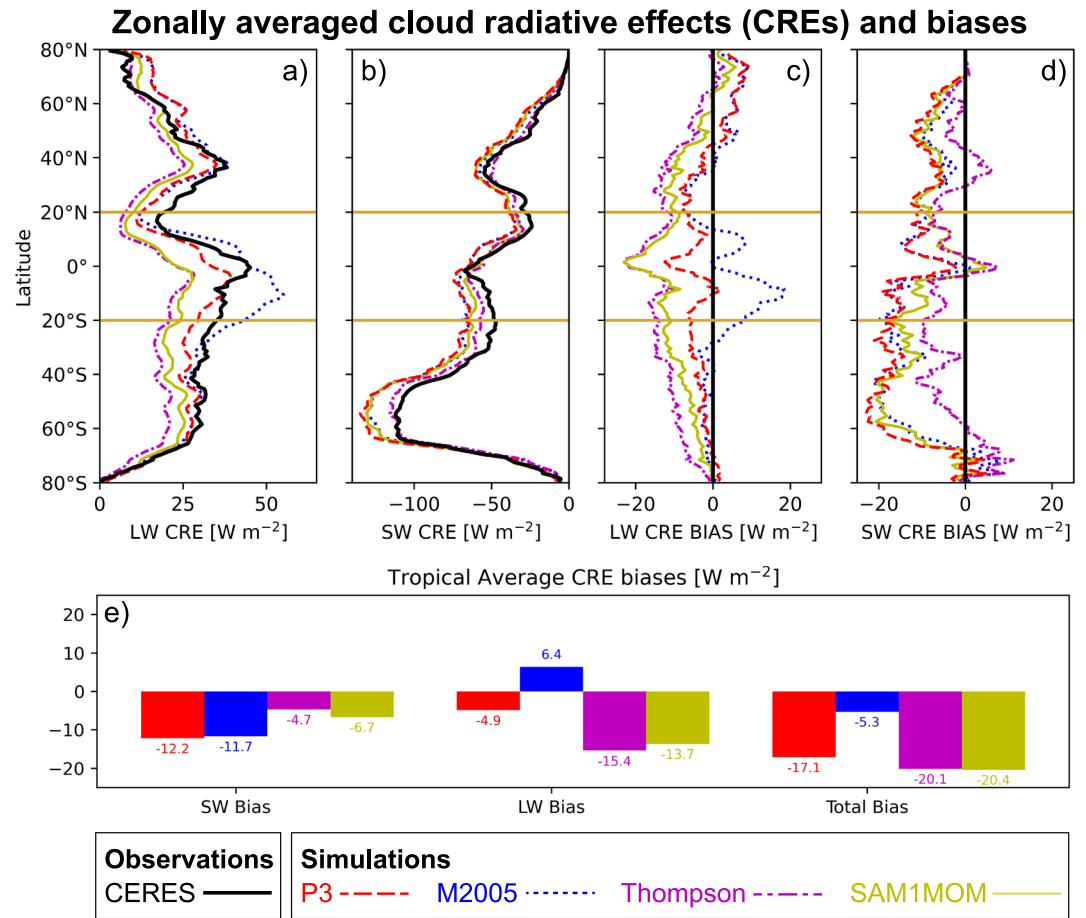 Zonally averaged cloud radiative effects (CREs) and biases
a) b) c) d)
80°N
60°N
40°N
20°N
0°
20°S
40°S
60°S
80°S
Latitude
0 25 50 −100 −50 0 −20 0 20 −20 0 20
LW CRE [W m⁻²] SW CRE [W m⁻²] LW CRE BIAS [W m⁻²] SW CRE BIAS [W m⁻²]
Tropical Average CRE biases [W m⁻²]
e)
20
10
0
−10
−20
-12.2 -11.7 -4.7 -6.7
-4.9 6.4 -15.4 -13.7
-17.1 -5.3 -20.1 -20.4
SW Bias LW Bias Total Bias
Observations
CERES
Simulations
P3 M2005 Thompson SAM1MOM